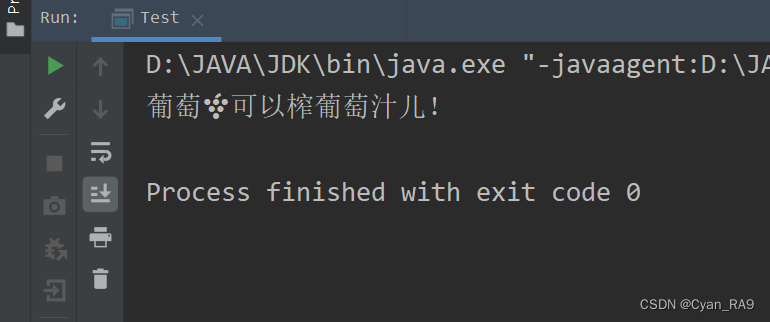 Run: Test
D:\JAVA\JDK\bin\java.exe "-javaagent:D:\JA
葡萄🍇可以榨葡萄汁儿!
Process finished with exit code 0
CSDN @Cyan_RA9